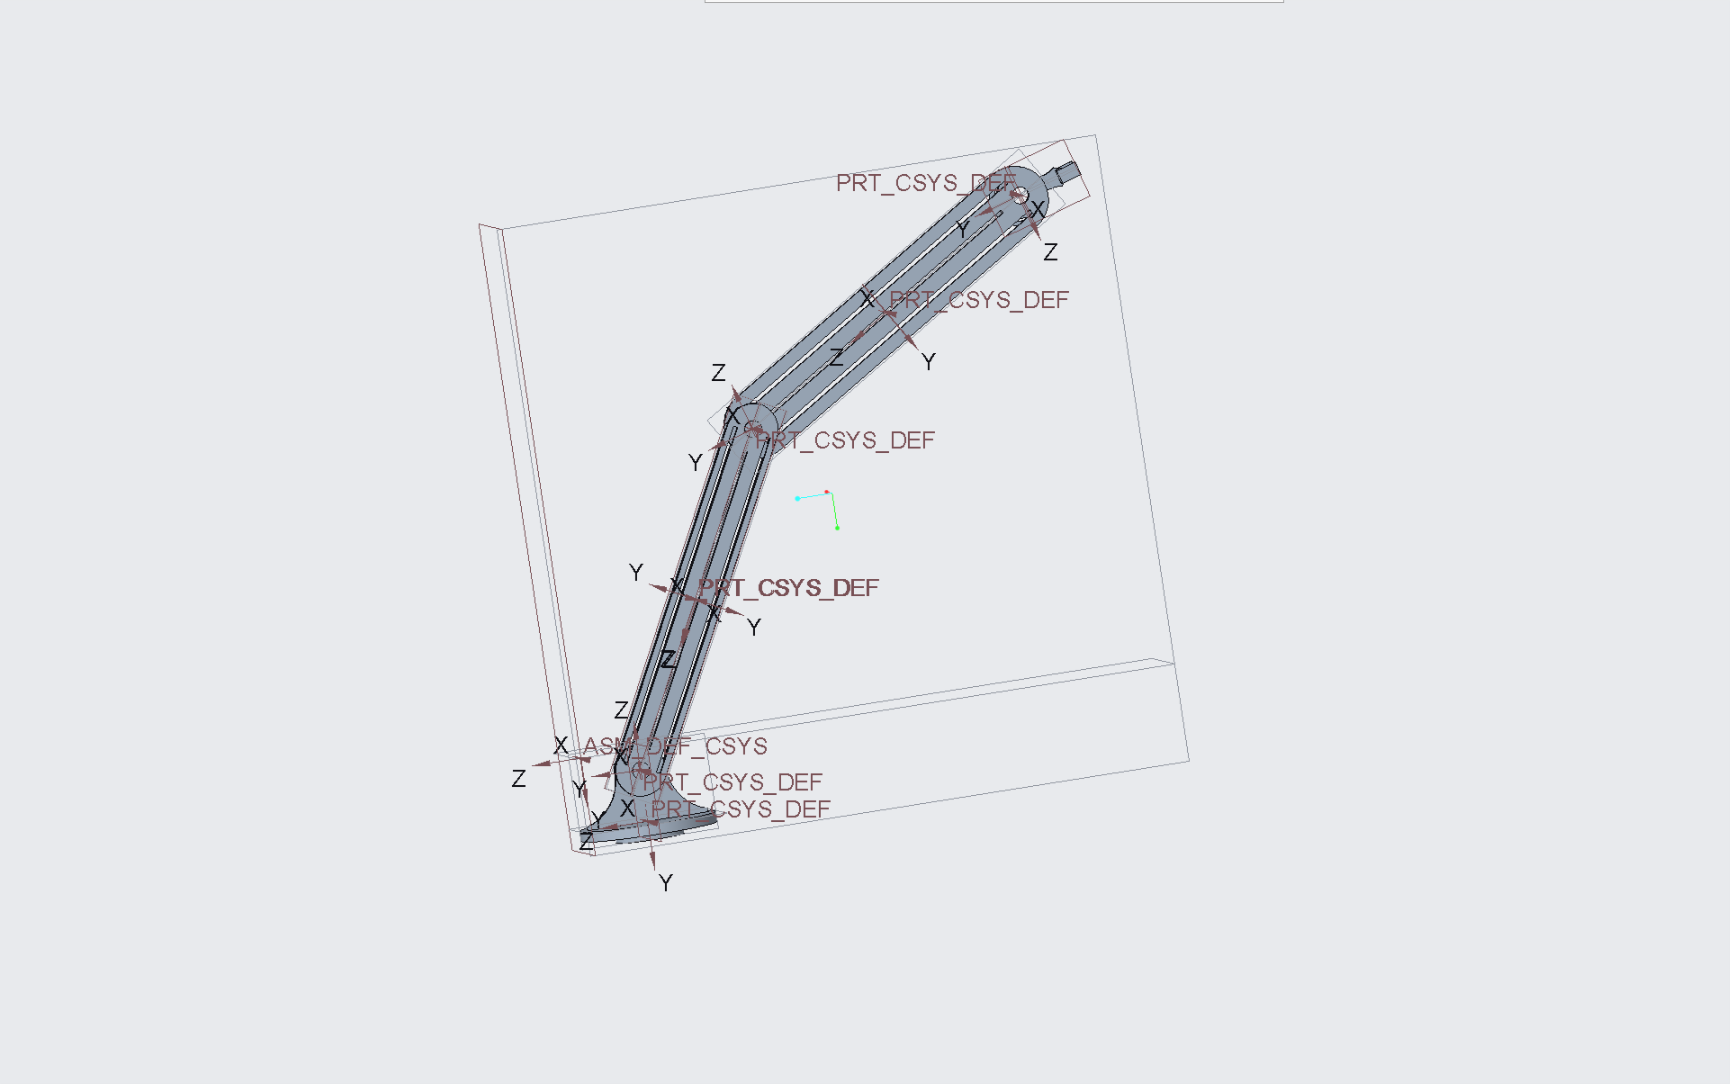 PRT_CSYS_DEF
X
Y
Z
X
PRT_CSYS_DEF
Z
Y
Z
X
PRT_CSYS_DEF
Y
Y
X
PRT_CSYS_DEF
X
Y
Z
Z
X
ASM_DEF_CSYS
X
Z
Y
PRT_CSYS_DEF
X
PRT_CSYS_DEF
Y
Z
Y